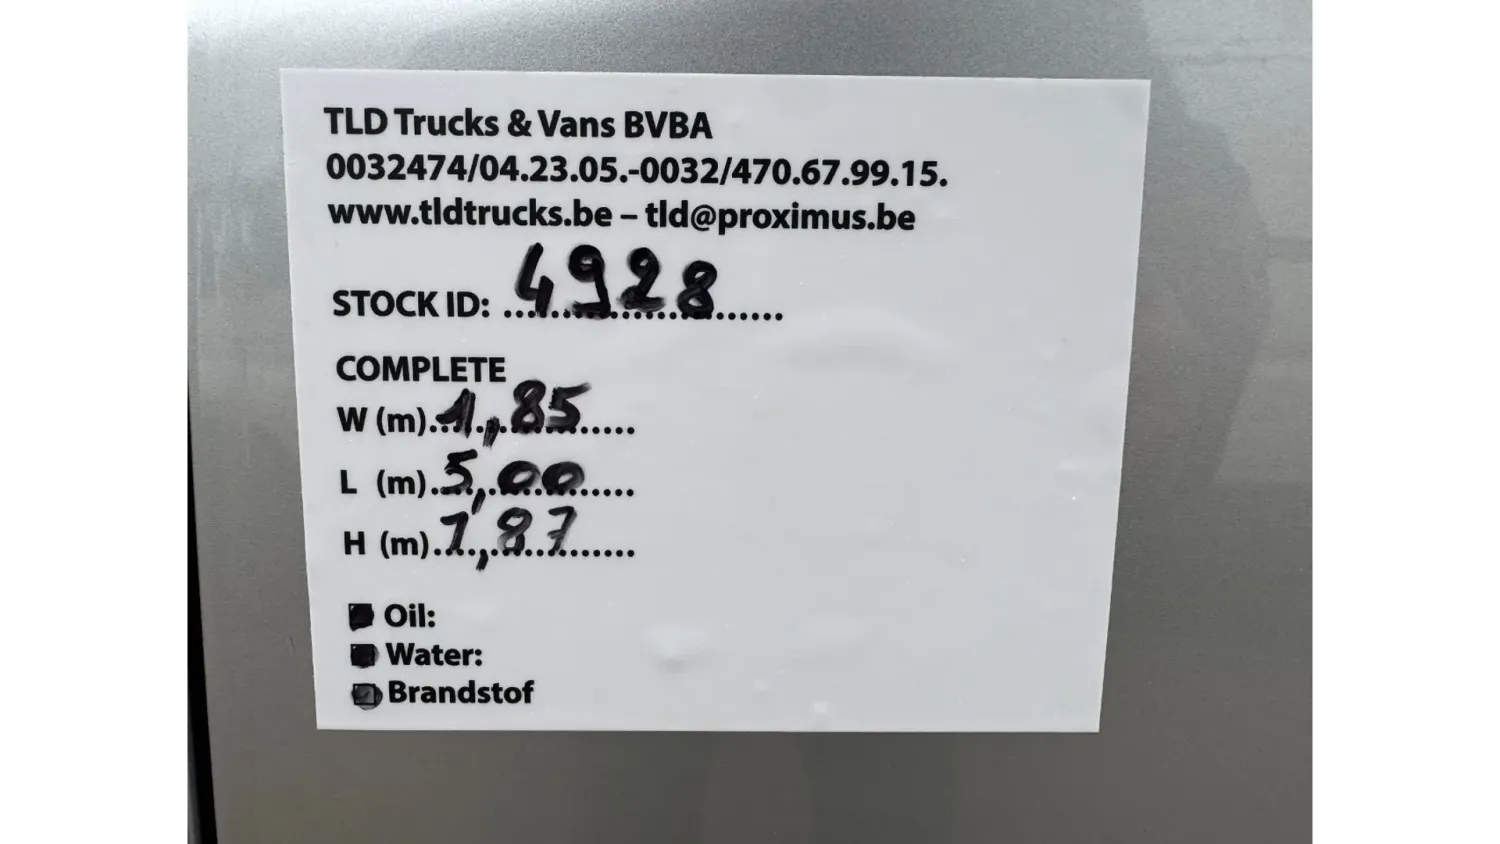 TLD Trucks & Vans BVBA
0032474/04.23.05.-0032/470.67.99.15.
www.tldtrucks.be – tld@proximus.be
STOCK ID: 4928
COMPLETE
W (m) 1,85
L (m) 5,00
H (m) 1,87
Oil:
Water:
Brandstof